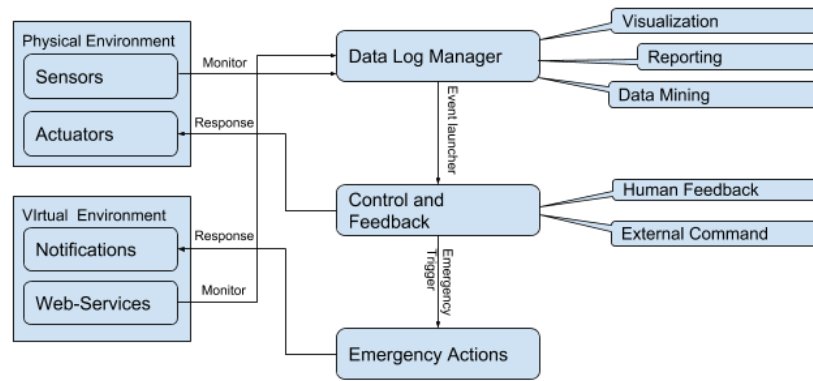 Physical Environment
Sensors
Actuators
Monitor
Response
VIrtual Environment
Notifications
Web-Services
Response
Monitor
Data Log Manager
Event launcher
Control and
Feedback
Emergency
Trigger
Emergency Actions
Visualization
Reporting
Data Mining
Human Feedback
External Command